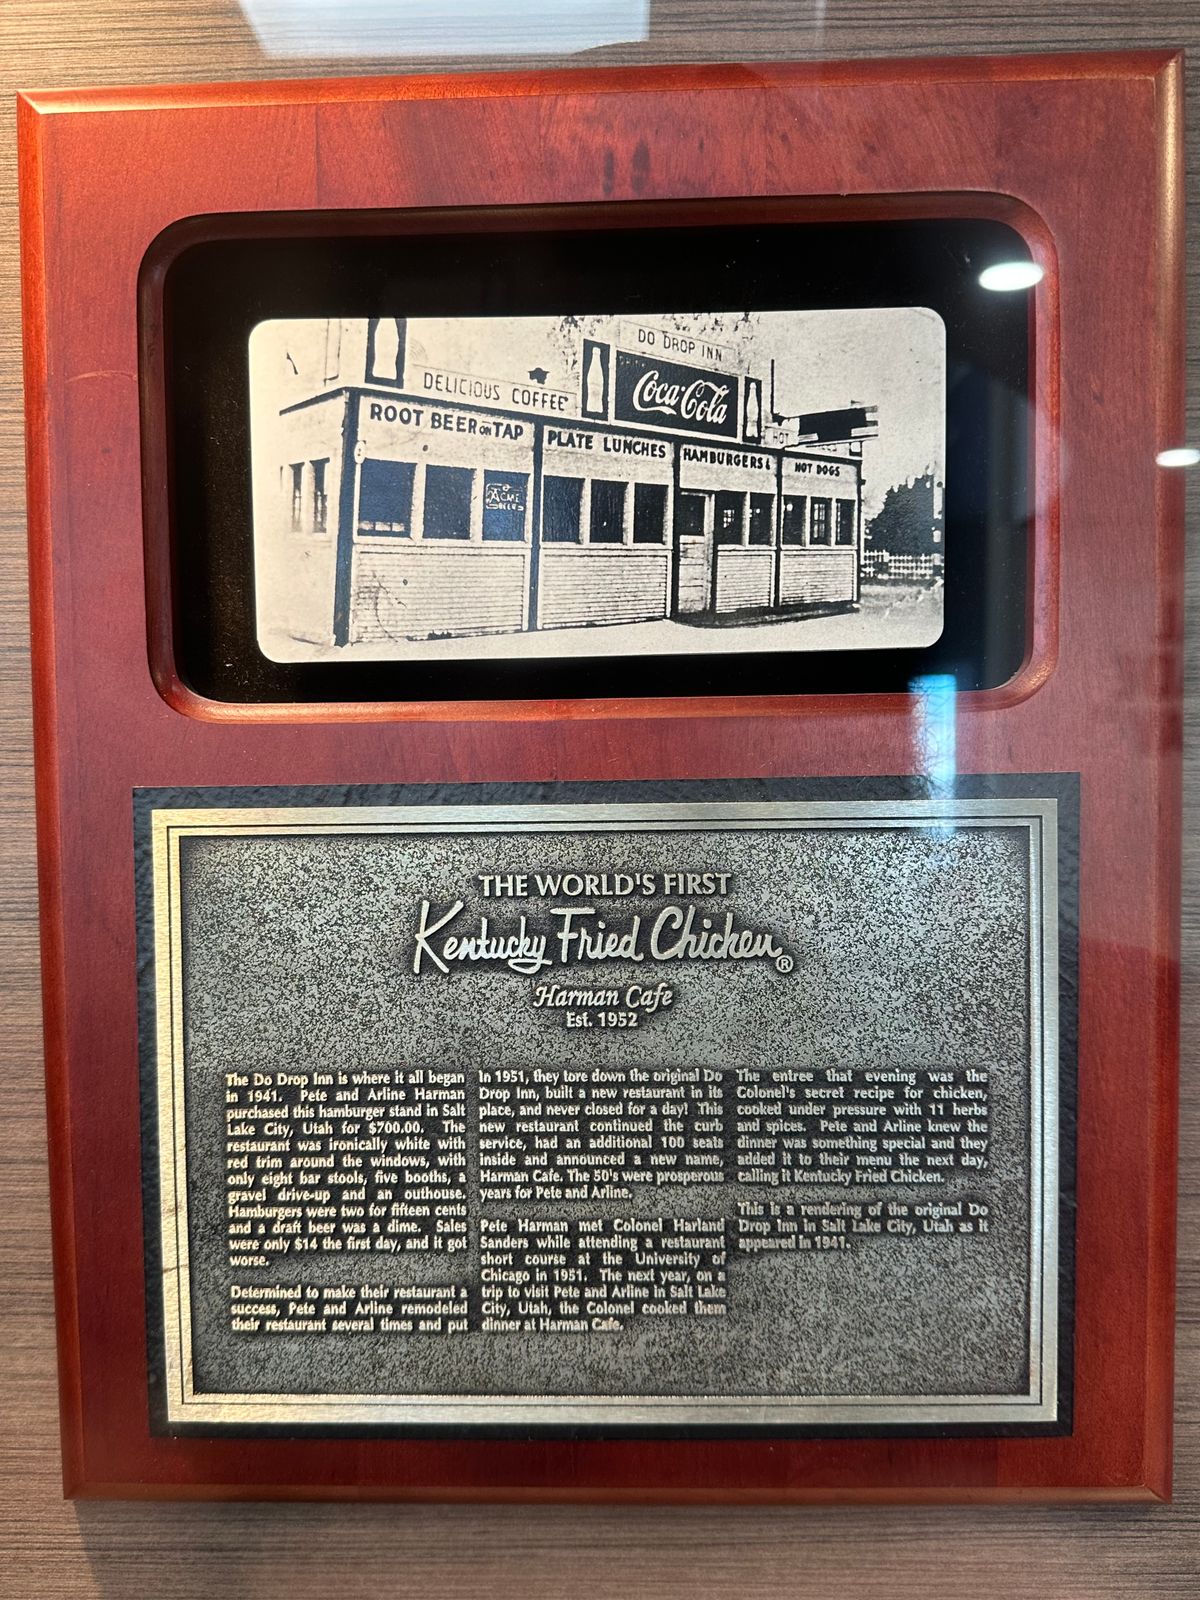 DO DROP INN
Coca-Cola
DELICIOUS COFFEE
HOT
ROOT BEER on TAP
PLATE LUNCHES
HAMBURGERS &
HOT DOGS
ACME
BEER
THE WORLD'S FIRST
Kentucky Fried Chicken®
Harman Cafe
Est. 1952
The Do Drop Inn is where it all began
in 1941. Pete and Arline Harman
purchased this hamburger stand in Salt
Lake City, Utah for $700.00. The
restaurant was ironically white with
red trim around the windows, with
only eight bar stools, five booths, a
gravel drive-up and an outhouse.
Hamburgers were two for fifteen cents
and a draft beer was a dime. Sales
were only $14 the first day, and it got
worse.
Determined to make their restaurant a
success, Pete and Arline remodeled
their restaurant several times and put
In 1951, they tore down the original Do
Drop Inn, built a new restaurant in its
place, and never closed for a day! This
new restaurant continued the curb
service, had an additional 100 seats
inside and announced a new name,
Harman Cafe. The 50's were prosperous
years for Pete and Arline.
Pete Harman met Colonel Harland
Sanders while attending a restaurant
short course at the University of
Chicago in 1951. The next year, on a
trip to visit Pete and Arline in Salt Lake
City, Utah, the Colonel cooked them
dinner at Harman Cafe.
The entree that evening was the
Colonel's secret recipe for chicken,
cooked under pressure with 11 herbs
and spices. Pete and Arline knew the
dinner was something special and they
added it to their menu the next day,
calling it Kentucky Fried Chicken.
This is a rendering of the original Do
Drop Inn in Salt Lake City, Utah as it
appeared in 1941.